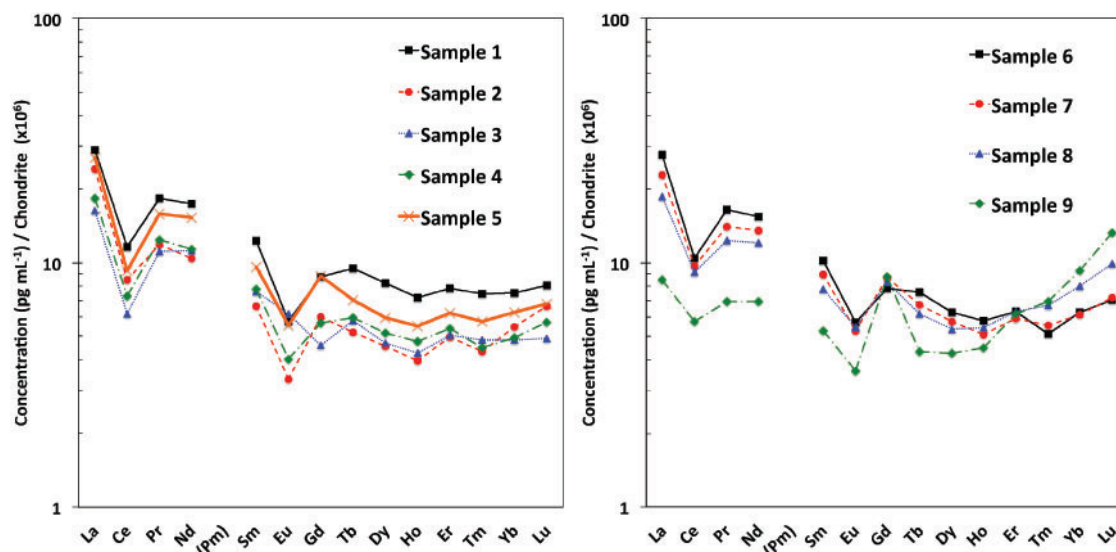 Concentration (pg mL⁻¹) / Chondrite (x10⁶)
100
10
1
Sample 1
Sample 2
Sample 3
Sample 4
Sample 5
La Ce Pr Nd (Pm) Sm Eu Gd Tb Dy Ho Er Tm Yb Lu
Concentration (pg mL⁻¹) / Chondrite (x10⁶)
100
10
1
Sample 6
Sample 7
Sample 8
Sample 9
La Ce Pr Nd (Pm) Sm Eu Gd Tb Dy Ho Er Tm Yb Lu